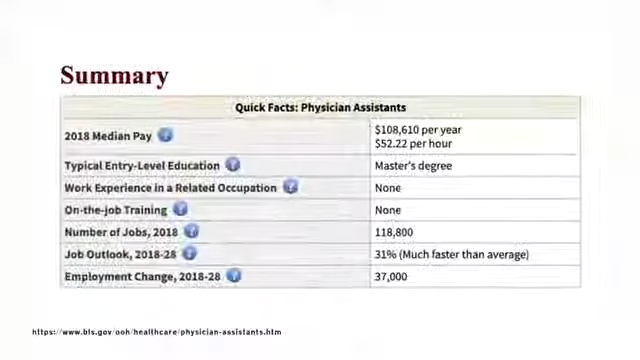 Summary
Quick Facts: Physician Assistants
2018 Median Pay $108,610 per year
$52.22 per hour
Typical Entry-Level Education Master's degree
Work Experience in a Related Occupation None
On-the-job Training None
Number of Jobs, 2018 118,800
Job Outlook, 2018-28 31% (Much faster than average)
Employment Change, 2018-28 37,000
https://www.bls.gov/ooh/healthcare/physician-assistants.htm